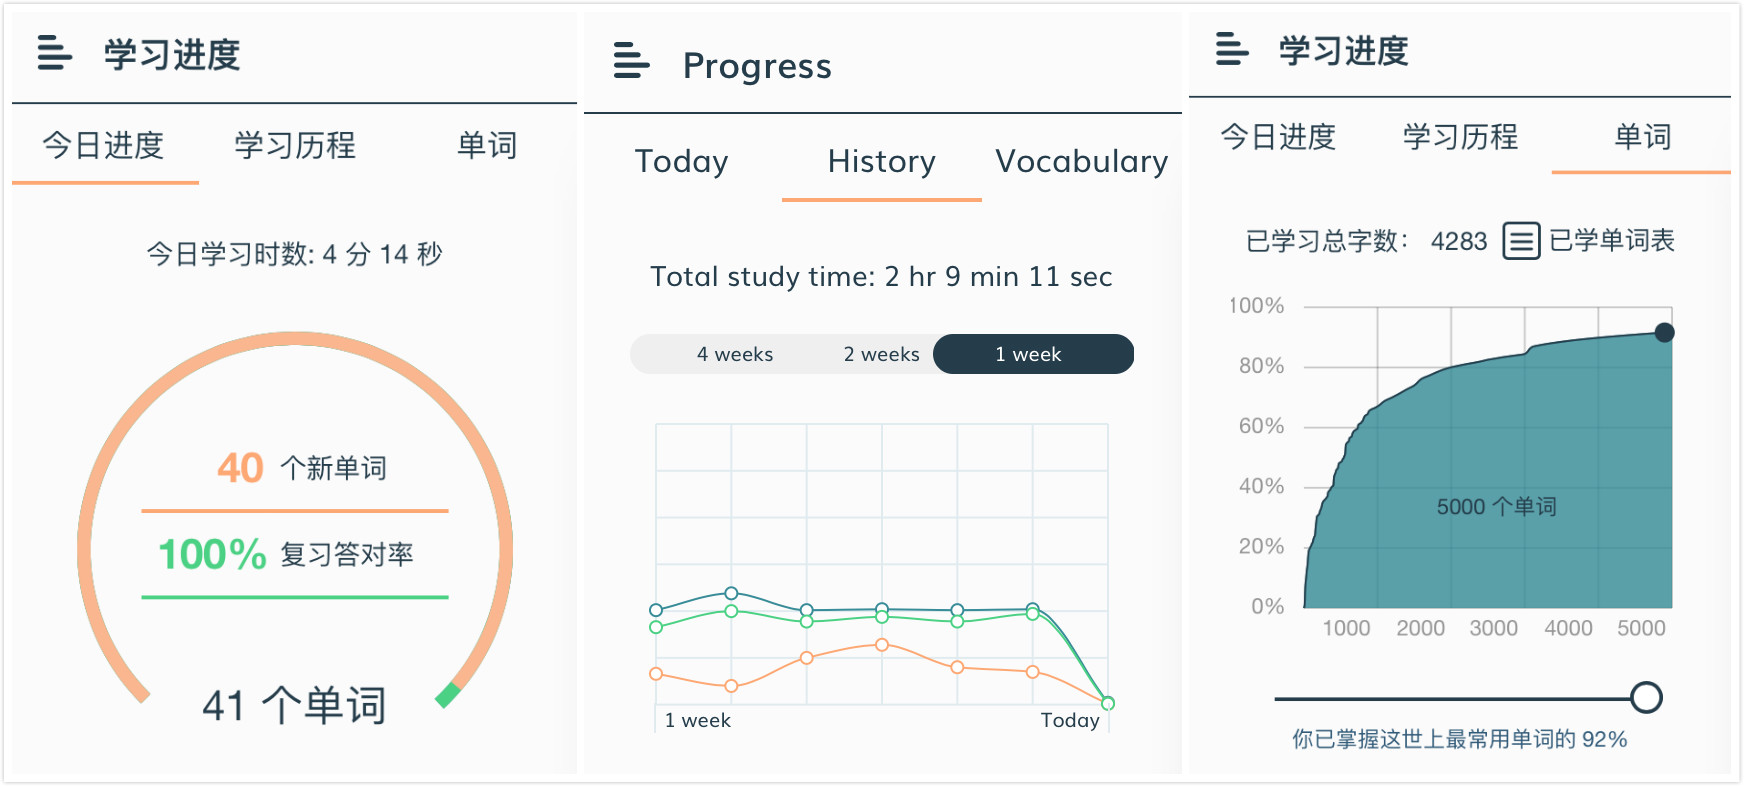 学习进度
今日进度 学习历程 单词
今日学习时数: 4 分 14 秒
40 个新单词
100% 复习答对率
41 个单词
Progress
Today History Vocabulary
Total study time: 2 hr 9 min 11 sec
4 weeks 2 weeks 1 week
1 week Today
学习进度
今日进度 学习历程 单词
已学习总字数： 4283 已学单词表
100%
80%
60%
40%
5000 个单词
20%
0%
1000 2000 3000 4000 5000
你已掌握这世上最常用单词的 92%